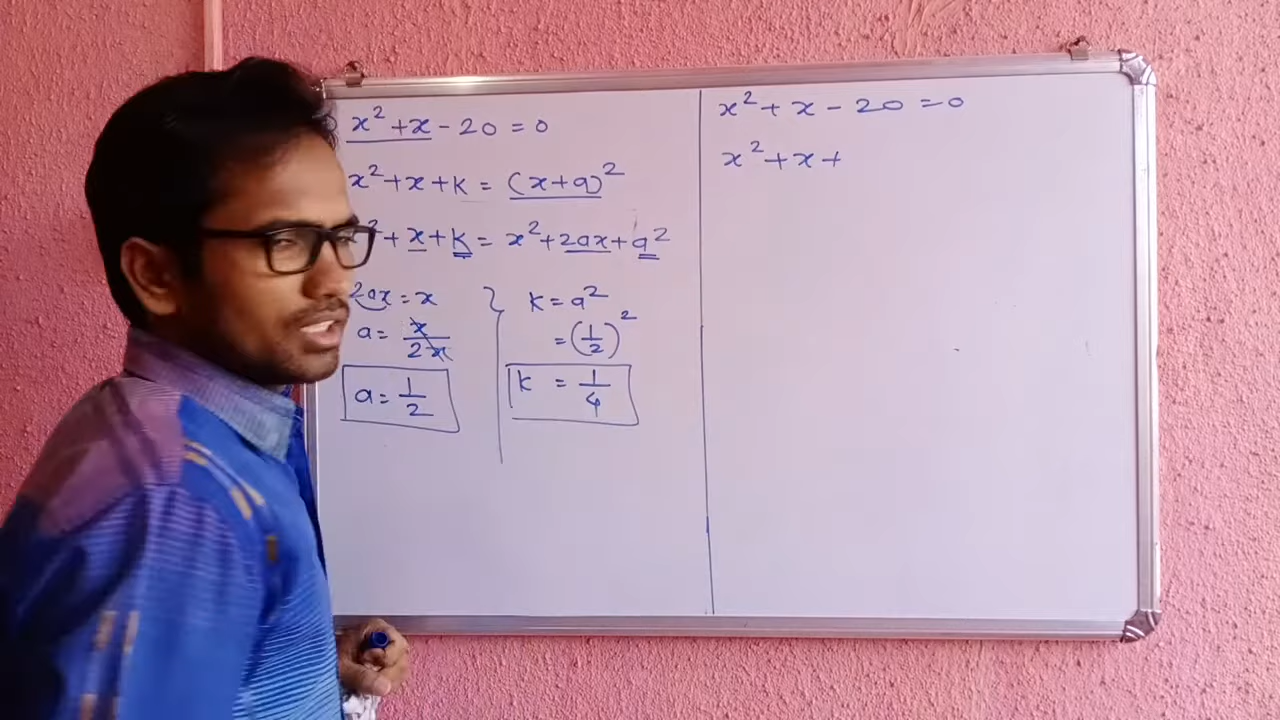 x² + x - 20 = 0
x² + x + k = (x + a)²
² + x + k = x² + 2ax + a²
2ax = x
a = x/2x
a = 1/2
k = a²
= (1/2)²
k = 1/4
x² + x - 20 = 0
x² + x +